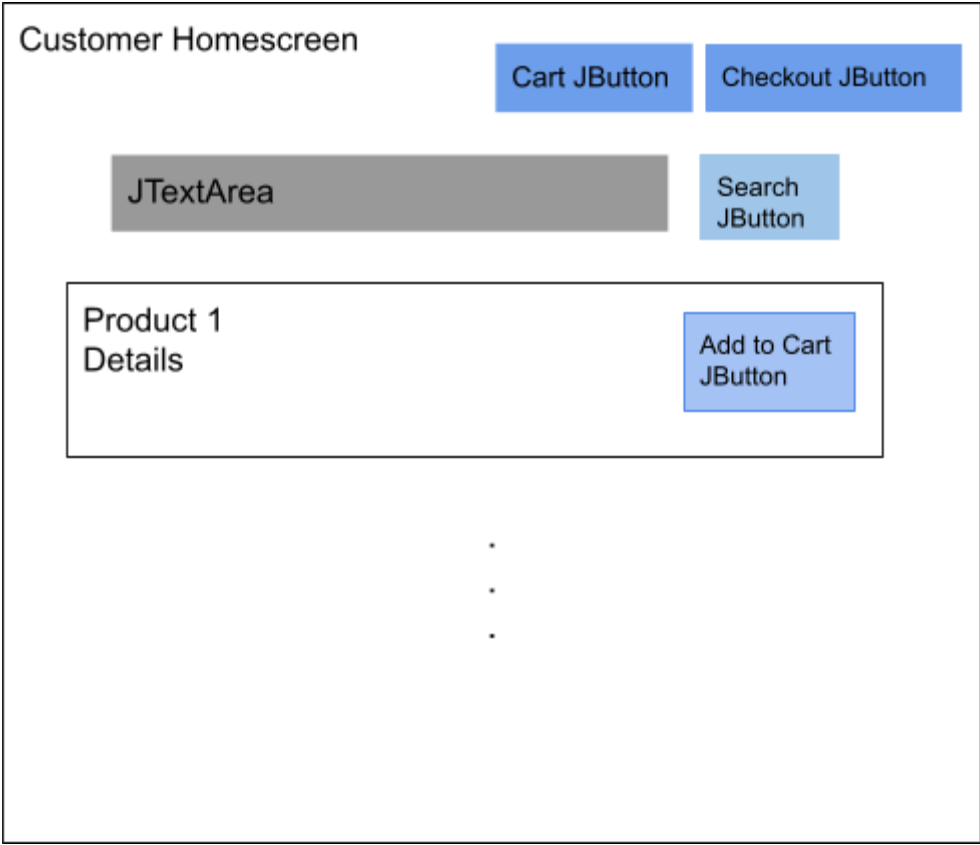 Customer Homescreen
Cart JButton
Checkout JButton
JTextArea
Search
JButton
Product 1
Details
Add to Cart
JButton
.
.
.